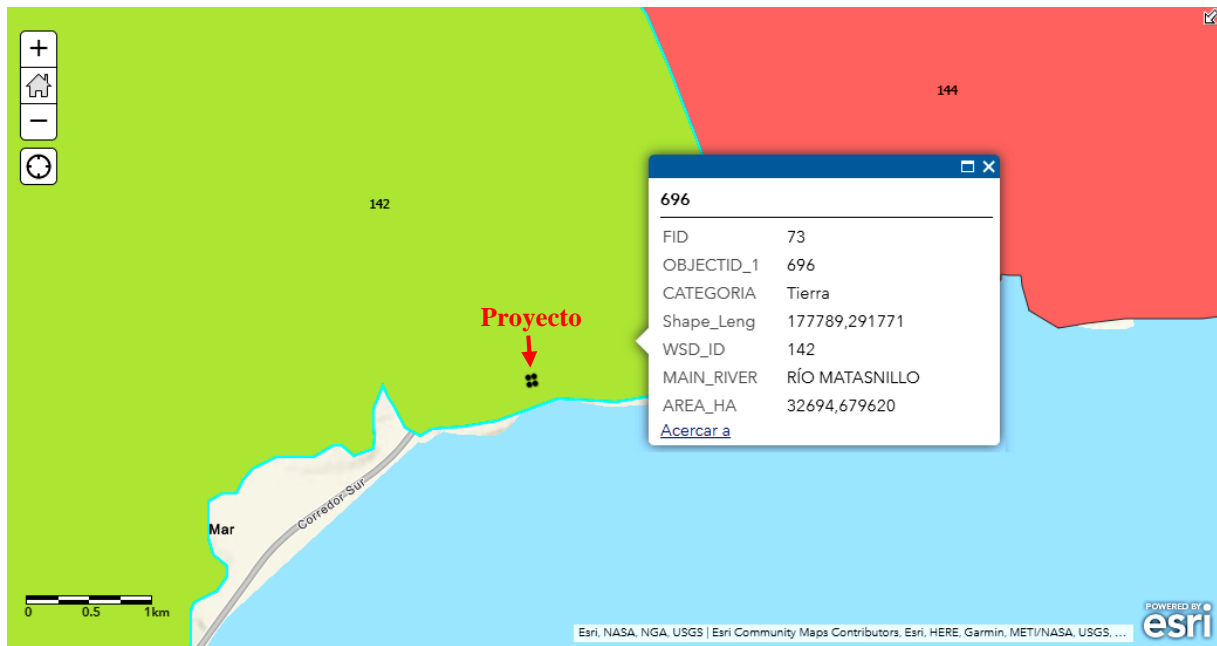 +
−
144
142
696
FID 73
OBJECTID_1 696
CATEGORIA Tierra
Shape_Leng 177789,291771
WSD_ID 142
MAIN_RIVER RÍO MATASNILLO
AREA_HA 32694,679620
Acercar a
Proyecto
Corredor Sur
Mar
0 0.5 1km
POWERED BY
esri
Esri, NASA, NGA, USGS | Esri Community Maps Contributors, Esri, HERE, Garmin, METI/NASA, USGS, ...